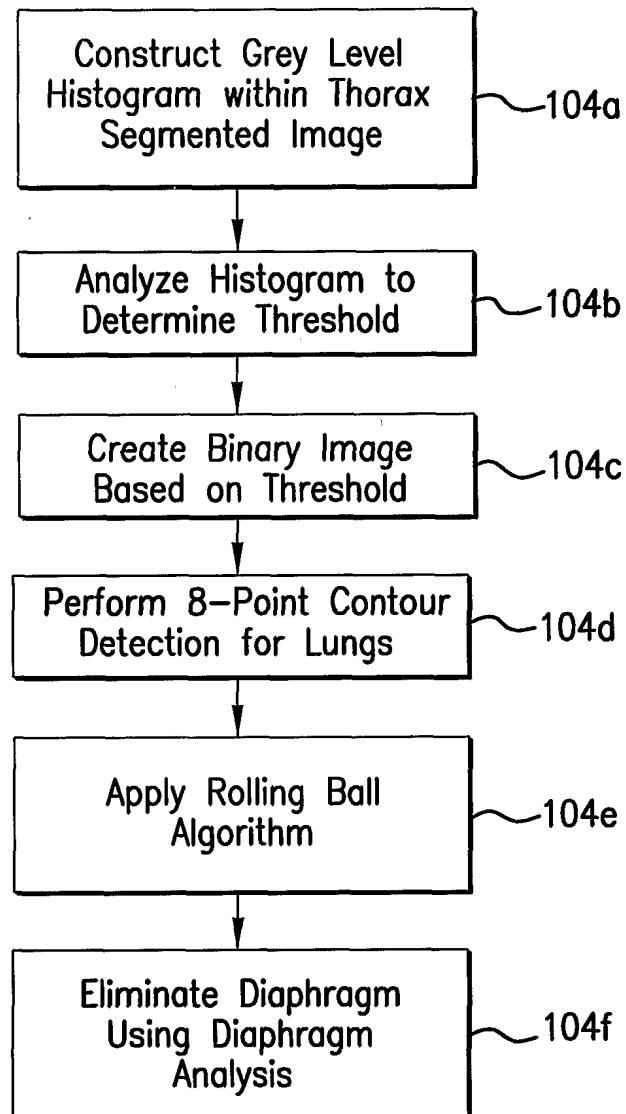 Construct Grey Level
Histogram within Thorax
Segmented Image
104a
Analyze Histogram to
Determine Threshold
104b
Create Binary Image
Based on Threshold
104c
Perform 8-Point Contour
Detection for Lungs
104d
Apply Rolling Ball
Algorithm
104e
Eliminate Diaphragm
Using Diaphragm
Analysis
104f